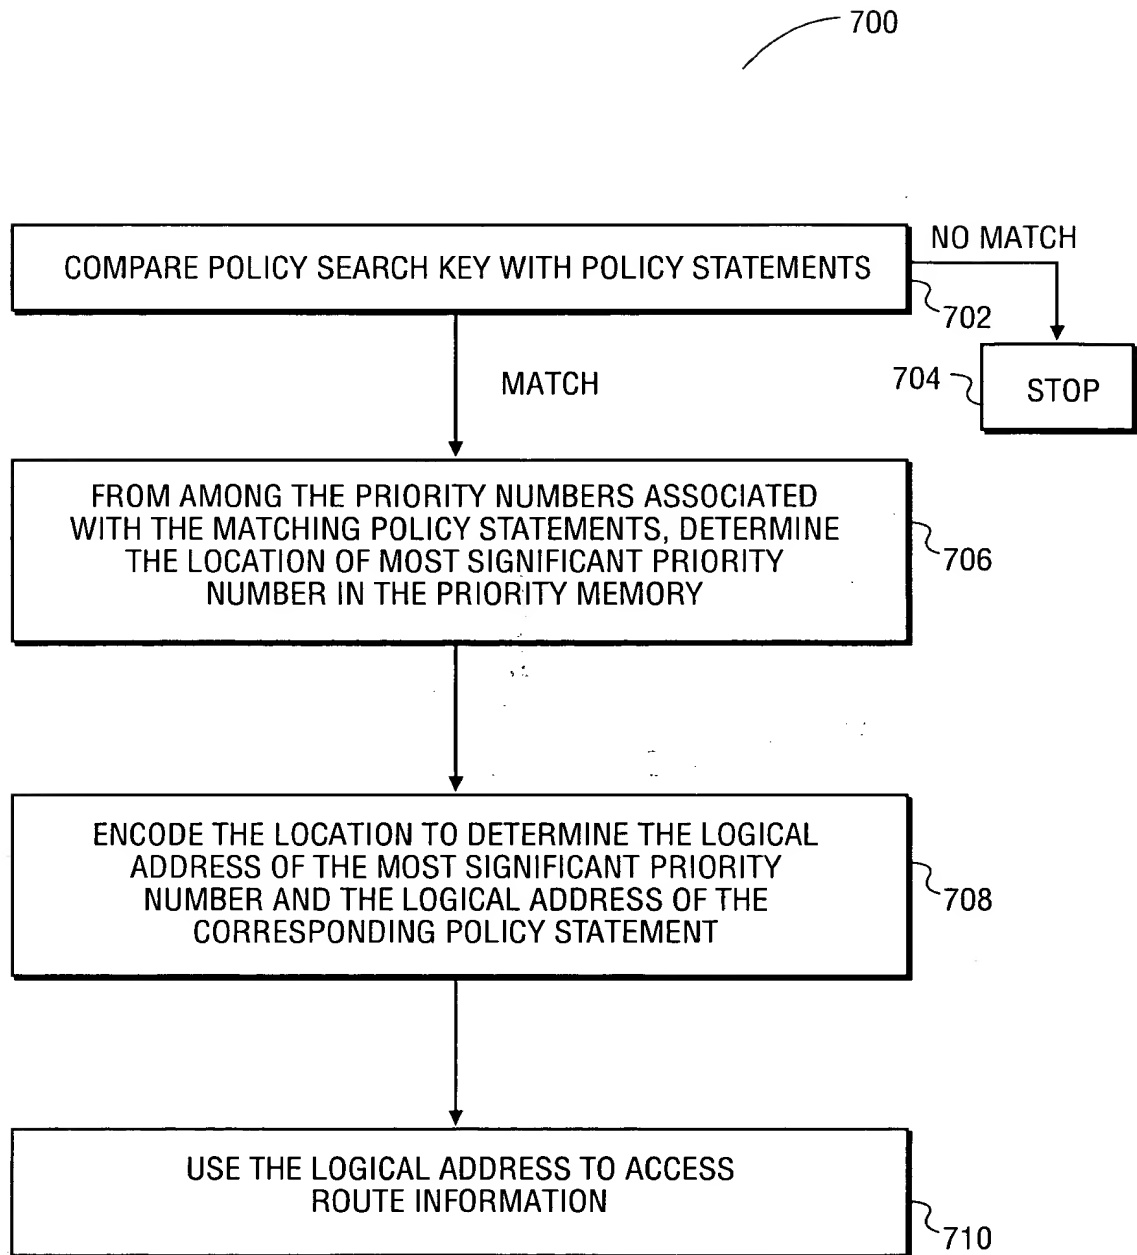 700
COMPARE POLICY SEARCH KEY WITH POLICY STATEMENTS
NO MATCH
702
704
STOP
MATCH
FROM AMONG THE PRIORITY NUMBERS ASSOCIATED
WITH THE MATCHING POLICY STATEMENTS, DETERMINE
THE LOCATION OF MOST SIGNIFICANT PRIORITY
NUMBER IN THE PRIORITY MEMORY
706
ENCODE THE LOCATION TO DETERMINE THE LOGICAL
ADDRESS OF THE MOST SIGNIFICANT PRIORITY
NUMBER AND THE LOGICAL ADDRESS OF THE
CORRESPONDING POLICY STATEMENT
708
USE THE LOGICAL ADDRESS TO ACCESS
ROUTE INFORMATION
710